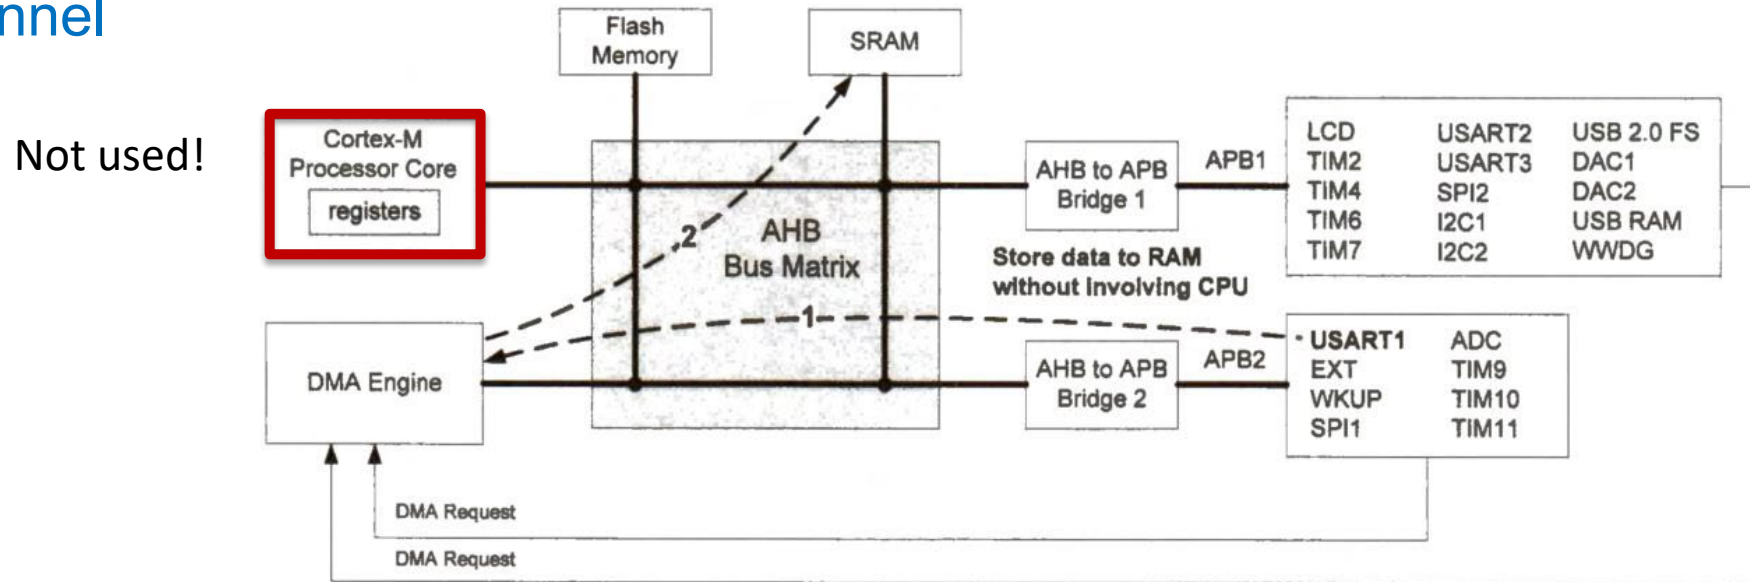 nnel
Not used!
Flash
Memory
SRAM
Cortex-M
Processor Core
registers
AHB
Bus Matrix
2
1
DMA Engine
AHB to APB
Bridge 1
APB1
LCD USART2 USB 2.0 FS
TIM2 USART3 DAC1
TIM4 SPI2 DAC2
TIM6 I2C1 USB RAM
TIM7 I2C2 WWDG
Store data to RAM
without involving CPU
AHB to APB
Bridge 2
APB2
USART1 ADC
EXT TIM9
WKUP TIM10
SPI1 TIM11
DMA Request
DMA Request